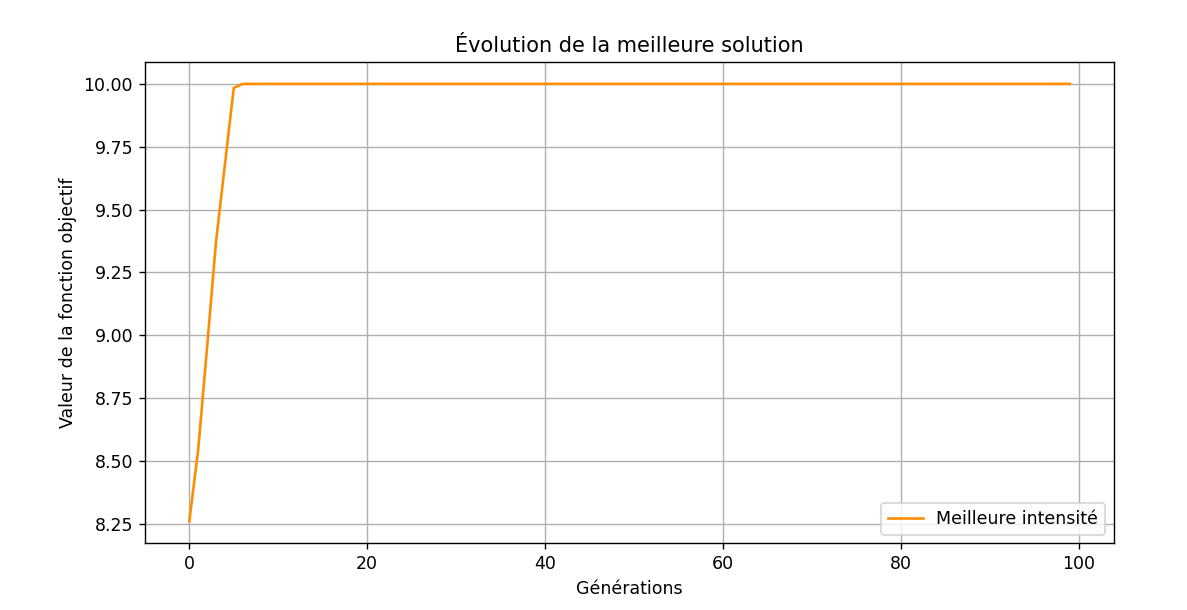 Évolution de la meilleure solution
10.00
9.75
9.50
9.25
9.00
8.75
8.50
8.25
Valeur de la fonction objectif
Meilleure intensité
0 20 40 60 80 100
Générations